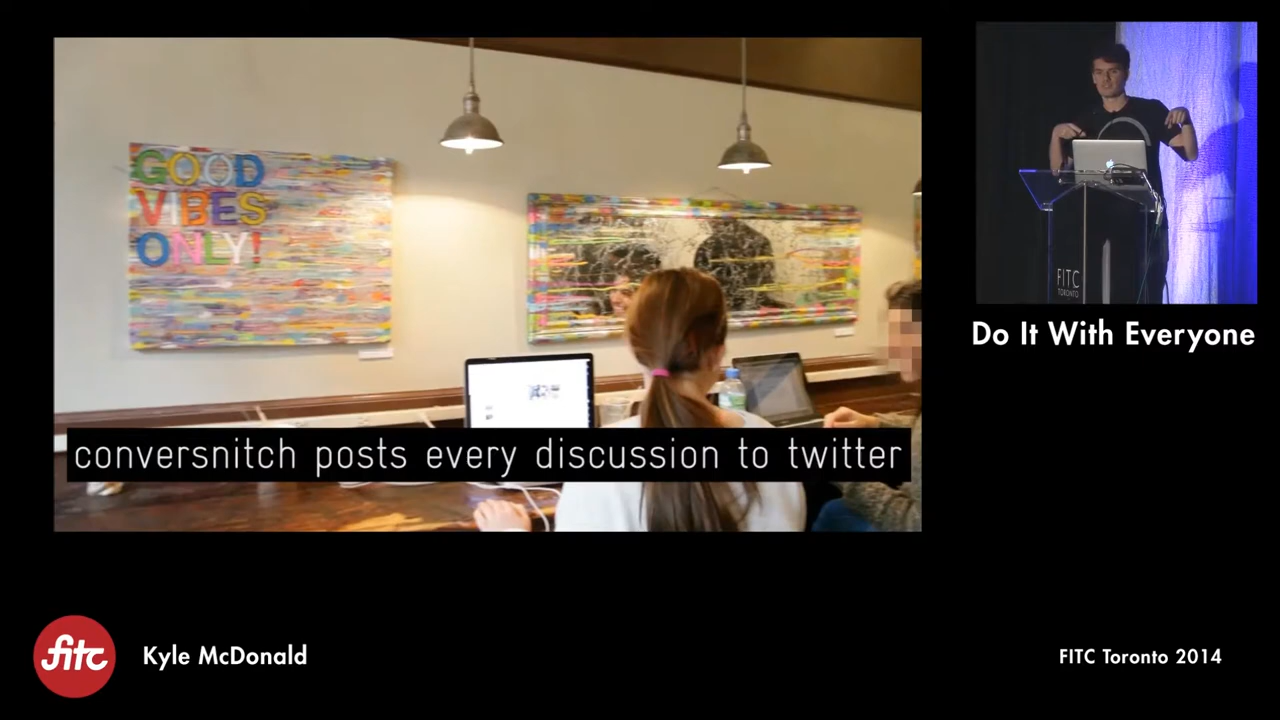 GOOD
VIBES
ONLY!
conversnitch posts every discussion to twitter
FITC
TORONTO
Do It With Everyone
fitc
Kyle McDonald
FITC Toronto 2014